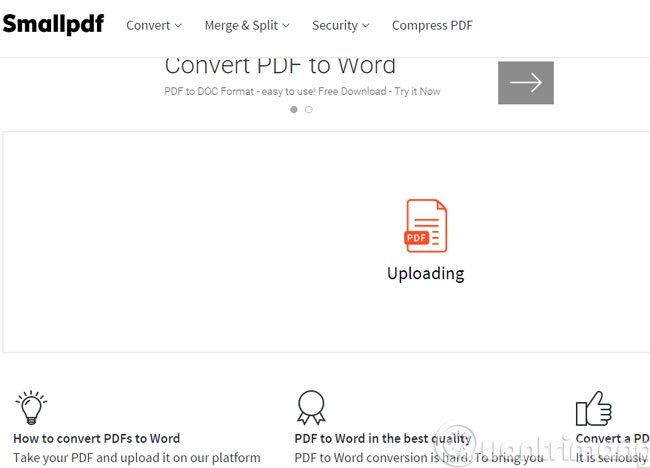 Smallpdf Convert Merge & Split Security Compress PDF
Convert PDF to Word
PDF to DOC Format - easy to use! Free Download - Try it Now
PDF
Uploading
How to convert PDFs to Word
Take your PDF and upload it on our platform
PDF to Word in the best quality
PDF to Word conversion is hard. To bring you
Convert a PD
It is seriously